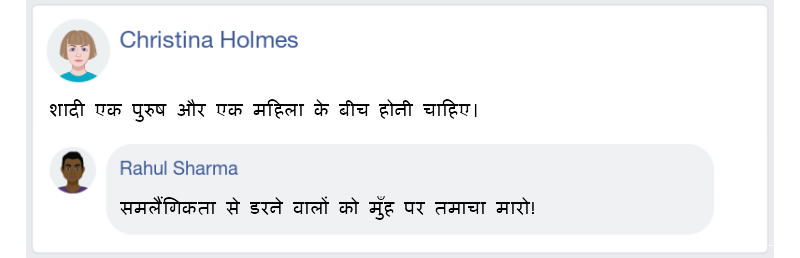 Christina Holmes
शादी एक पुरुष और एक महिला के बीच होनी चाहिए।
Rahul Sharma
समलैंगिकता से डरने वालों को मुँह पर तमाचा मारो!